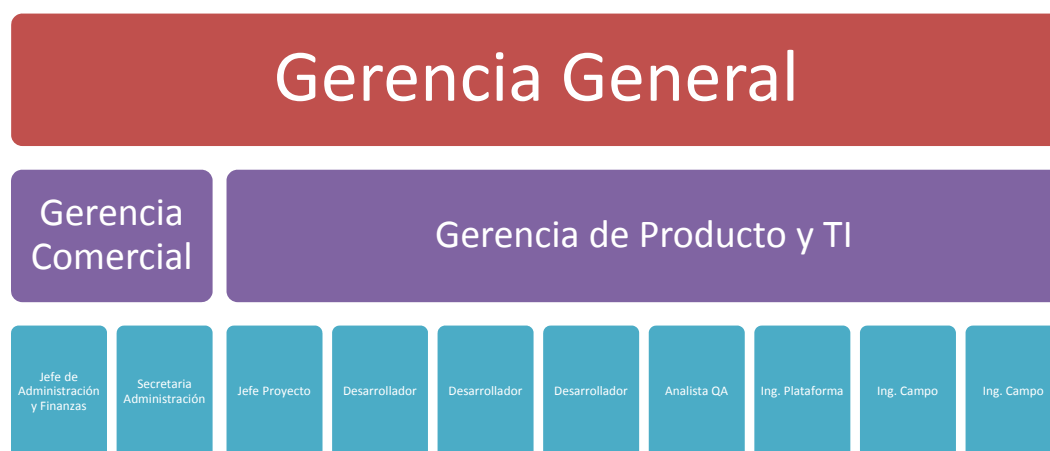 Gerencia General
Gerencia
Comercial
Gerencia de Producto y TI
Jefe de
Administración
y Finanzas
Secretaria
Administración
Jefe Proyecto
Desarrollador
Desarrollador
Desarrollador
Analista QA
Ing. Plataforma
Ing. Campo
Ing. Campo